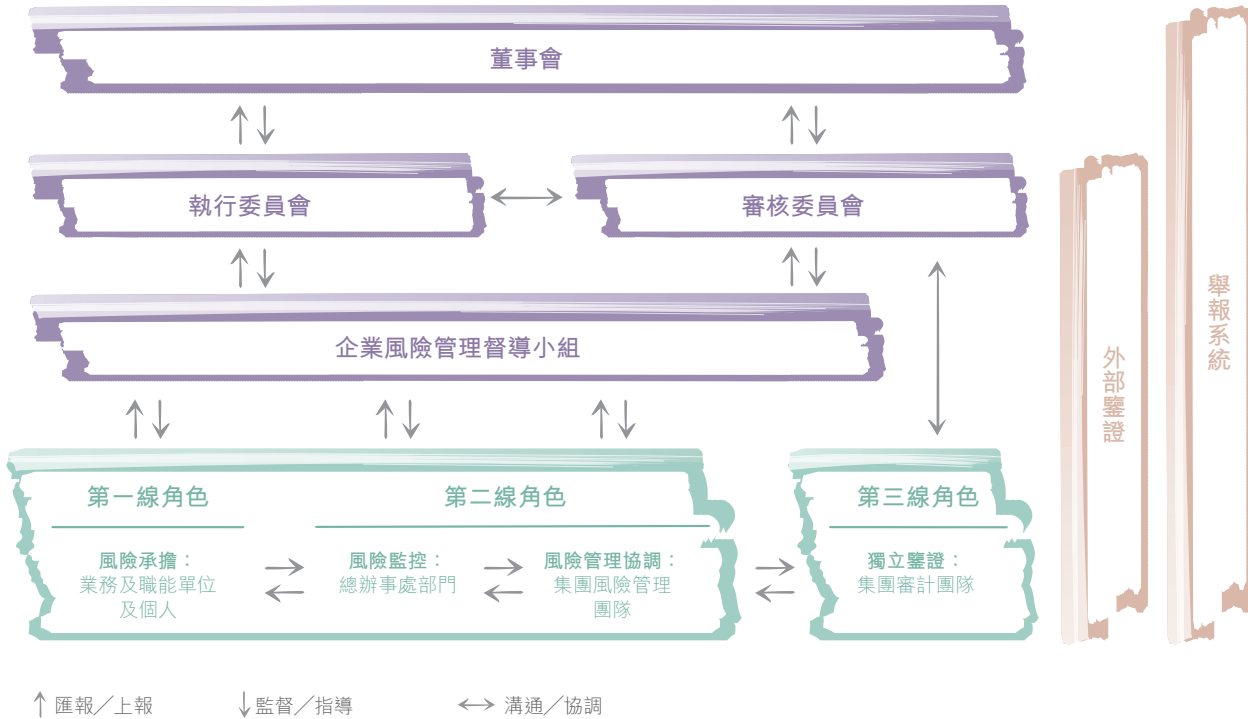 董事會
執行委員會
審核委員會
企業風險管理督導小組
第一線角色
風險承擔：
業務及職能單位
及個人
第二線角色
風險監控：
總辦事處部門
風險管理協調：
集團風險管理
團隊
第三線角色
獨立鑒證：
集團審計團隊
外部鑒證
舉報系統
匯報／上報
監督／指導
溝通／協調